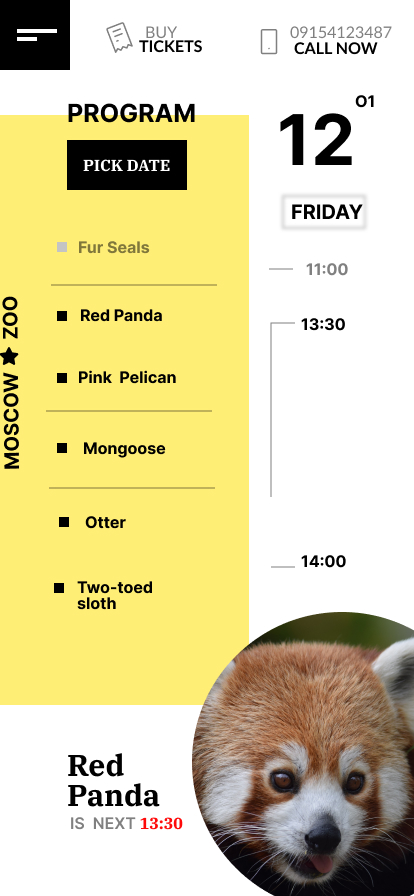 BUY
TICKETS
09154123487
CALL NOW
PROGRAM
PICK DATE
01
12
FRIDAY
MOSCOW ★ ZOO
Fur Seals
11:00
Red Panda
13:30
Pink Pelican
Mongoose
Otter
14:00
Two-toed
sloth
Red
Panda
IS NEXT 13:30